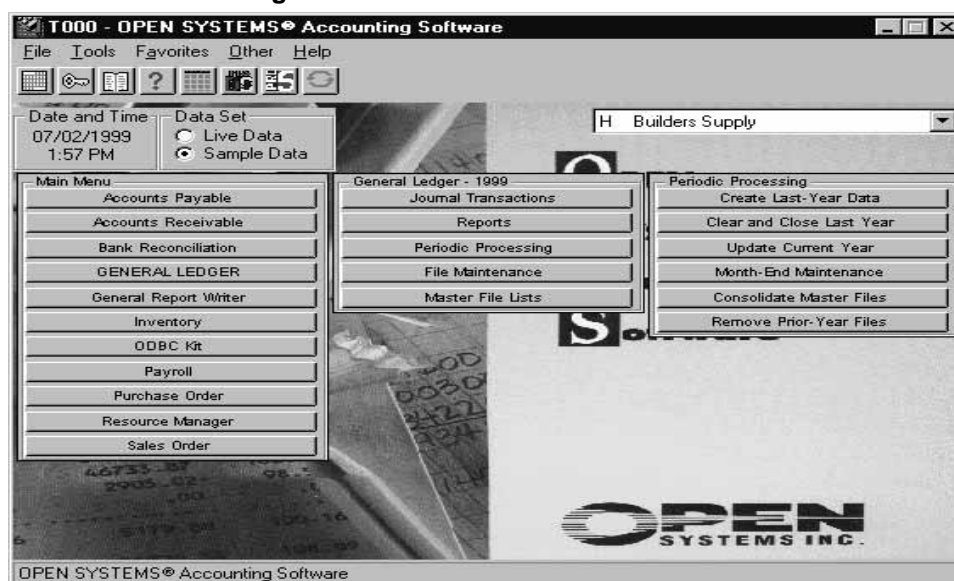 T000 - OPEN SYSTEMS® Accounting Software
File Tools Favorites Other Help
Date and Time
07/02/1999
1:57 PM
Data Set
Live Data
Sample Data
H Builders Supply
Main Menu
Accounts Payable
Accounts Receivable
Bank Reconciliation
GENERAL LEDGER
General Report Writer
Inventory
ODBC Kit
Payroll
Purchase Order
Resource Manager
Sales Order
General Ledger - 1999
Journal Transactions
Reports
Periodic Processing
File Maintenance
Master File Lists
Periodic Processing
Create Last-Year Data
Clear and Close Last Year
Update Current Year
Month-End Maintenance
Consolidate Master Files
Remove Prior-Year Files
OPEN
SYSTEMS INC.
OPEN SYSTEMS® Accounting Software